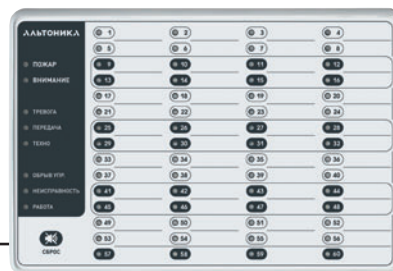 АЛЬТОНИКА
1 2 3 4
5 6 7 8
ПОЖАР 9 10 11 12
ВНИМАНИЕ 13 14 15 16
17 18 19 20
ТРЕВОГА 21 22 23 24
ПЕРЕДАЧА 25 26 27 28
ТЕХНО 29 30 31 32
33 34 35 36
ОБРЫВ УПР. 37 38 39 40
НЕИСПРАВНОСТЬ 41 42 43 44
РАБОТА 45 46 47 48
49 50 51 52
53 54 55 56
СБРОС 57 58 59 60